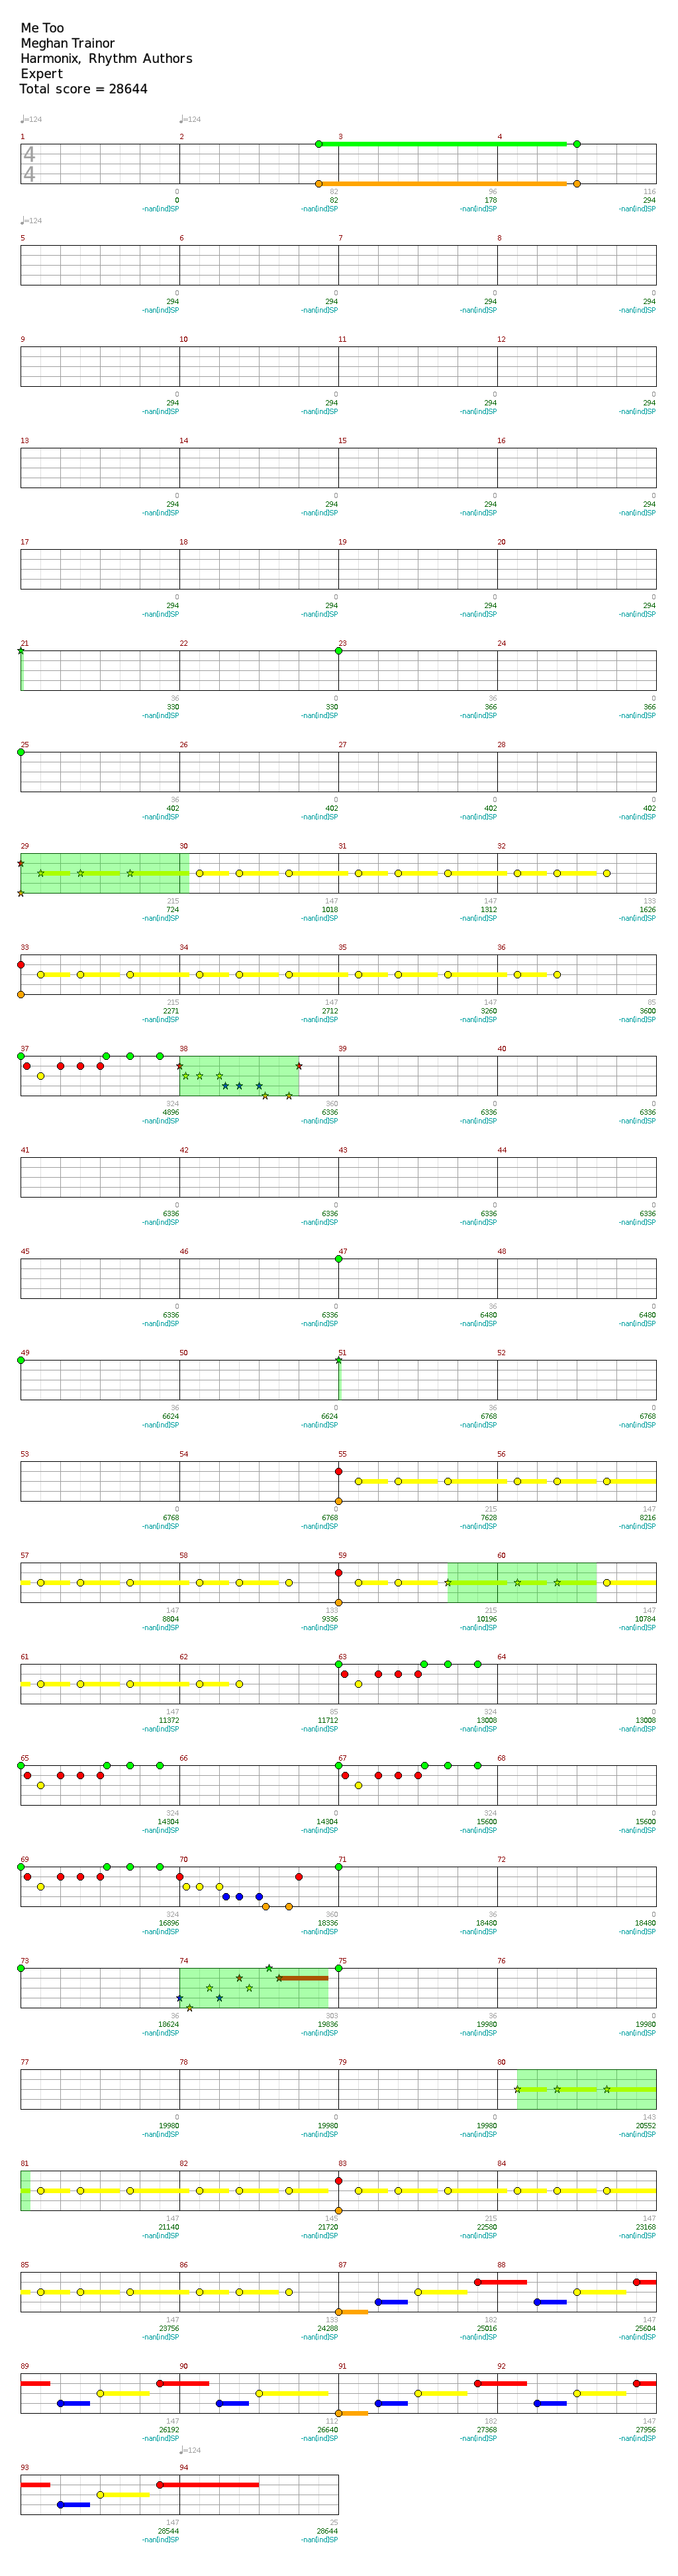 Me Too
Meghan Trainor
Harmonix, Rhythm Authors
Expert
Total score = 28644
♩=124 ♩=124
1 2 3 4
4
4
0 82 96 116
0 82 178 294
-nan[ind]SP -nan[ind]SP -nan[ind]SP -nan[ind]SP
♩=124
5 6 7 8
0 0 0 0
294 294 294 294
-nan[ind]SP -nan[ind]SP -nan[ind]SP -nan[ind]SP
9 10 11 12
0 0 0 0
294 294 294 294
-nan[ind]SP -nan[ind]SP -nan[ind]SP -nan[ind]SP
13 14 15 16
0 0 0 0
294 294 294 294
-nan[ind]SP -nan[ind]SP -nan[ind]SP -nan[ind]SP
17 18 19 20
0 0 0 0
294 294 294 294
-nan[ind]SP -nan[ind]SP -nan[ind]SP -nan[ind]SP
21 22 23 24
36 0 36 0
330 330 366 366
-nan[ind]SP -nan[ind]SP -nan[ind]SP -nan[ind]SP
25 26 27 28
36 0 0 0
402 402 402 402
-nan[ind]SP -nan[ind]SP -nan[ind]SP -nan[ind]SP
29 30 31 32
215 147 147 133
724 1018 1312 1626
-nan[ind]SP -nan[ind]SP -nan[ind]SP -nan[ind]SP
33 34 35 36
215 147 147 85
2271 2712 3260 3600
-nan[ind]SP -nan[ind]SP -nan[ind]SP -nan[ind]SP
37 38 39 40
324 360 0 0
4896 6336 6336 6336
-nan[ind]SP -nan[ind]SP -nan[ind]SP -nan[ind]SP
41 42 43 44
0 0 0 0
6336 6336 6336 6336
-nan[ind]SP -nan[ind]SP -nan[ind]SP -nan[ind]SP
45 46 47 48
0 0 36 0
6336 6336 6480 6480
-nan[ind]SP -nan[ind]SP -nan[ind]SP -nan[ind]SP
49 50 51 52
36 0 36 0
6624 6624 6768 6768
-nan[ind]SP -nan[ind]SP -nan[ind]SP -nan[ind]SP
53 54 55 56
0 0 215 147
6768 6768 7628 8216
-nan[ind]SP -nan[ind]SP -nan[ind]SP -nan[ind]SP
57 58 59 60
147 133 215 147
8804 9336 10196 10784
-nan[ind]SP -nan[ind]SP -nan[ind]SP -nan[ind]SP
61 62 63 64
147 85 324 0
11372 11712 13008 13008
-nan[ind]SP -nan[ind]SP -nan[ind]SP -nan[ind]SP
65 66 67 68
324 0 324 0
14304 14304 15600 15600
-nan[ind]SP -nan[ind]SP -nan[ind]SP -nan[ind]SP
69 70 71 72
324 360 36 0
16896 18336 18480 18480
-nan[ind]SP -nan[ind]SP -nan[ind]SP -nan[ind]SP
73 74 75 76
36 303 36 0
18624 19836 19980 19980
-nan[ind]SP -nan[ind]SP -nan[ind]SP -nan[ind]SP
77 78 79 80
0 0 0 143
19980 19980 19980 20552
-nan[ind]SP -nan[ind]SP -nan[ind]SP -nan[ind]SP
81 82 83 84
147 145 215 147
21140 21720 22580 23168
-nan[ind]SP -nan[ind]SP -nan[ind]SP -nan[ind]SP
85 86 87 88
147 133 182 147
23756 24288 25016 25604
-nan[ind]SP -nan[ind]SP -nan[ind]SP -nan[ind]SP
89 90 91 92
147 112 182 147
26192 26640 27368 27956
-nan[ind]SP -nan[ind]SP -nan[ind]SP -nan[ind]SP
♩=124
93 94
147 25
28544 28644
-nan[ind]SP -nan[ind]SP